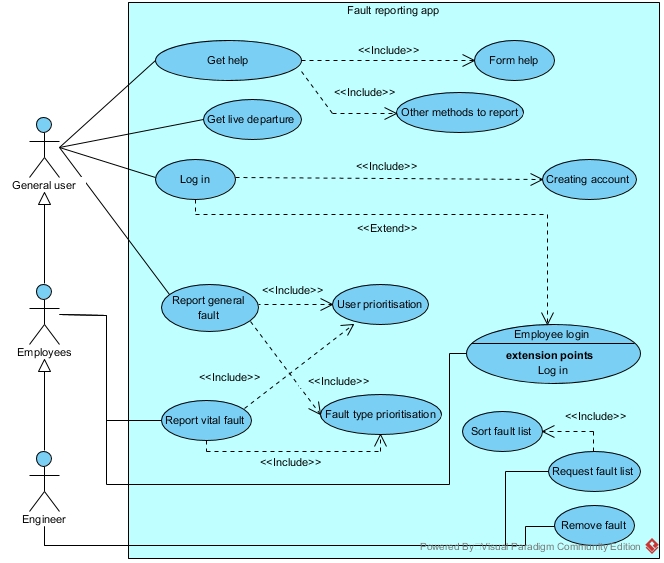 Fault reporting app
<<Include>>
Get help
Form help
<<Include>>
Other methods to report
Get live departure
General user
<<Include>>
Log in
Creating account
<<Extend>>
<<Include>>
Report general
fault
User prioritisation
Employees
Employee login
extension points
Log in
<<Include>>
<<Include>>
Report vital fault
Fault type prioritisation
<<Include>>
Sort fault list
<<Include>>
Request fault list
Engineer
Remove fault
Powered By Visual Paradigm Community Edition